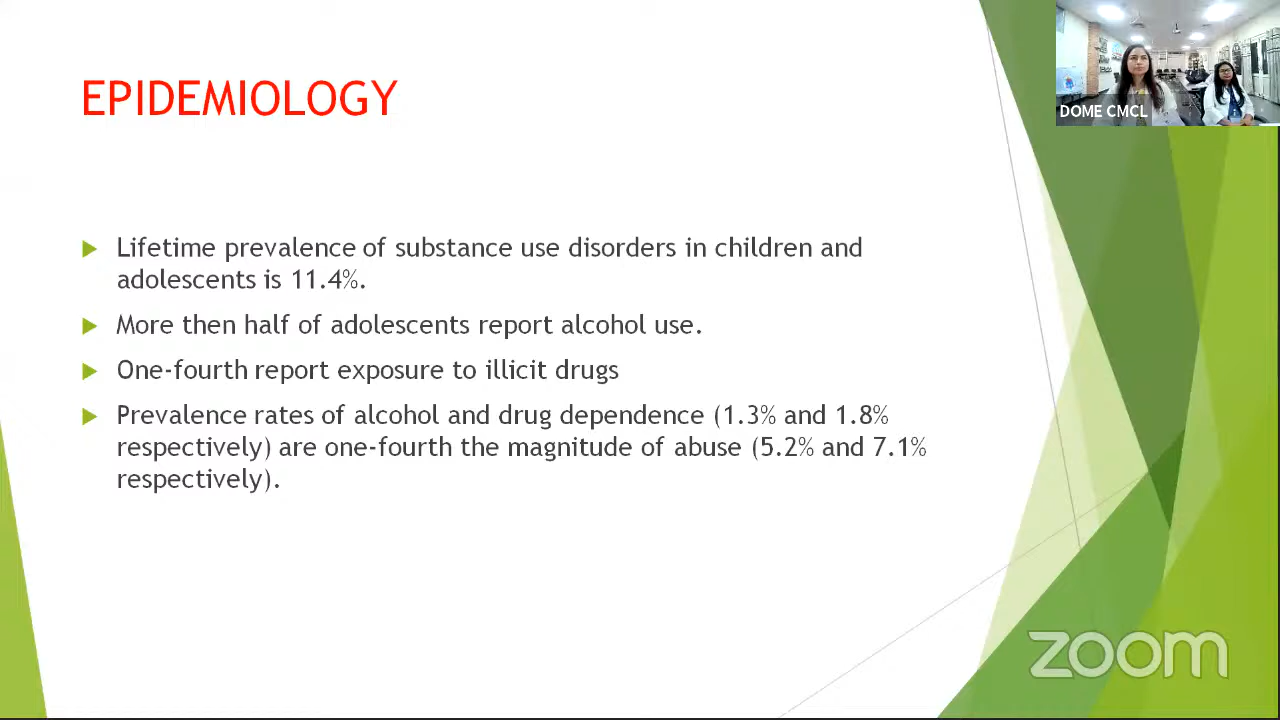 EPIDEMIOLOGY
DOME CMCL
Lifetime prevalence of substance use disorders in children and
adolescents is 11.4%.
More then half of adolescents report alcohol use.
One-fourth report exposure to illicit drugs
Prevalence rates of alcohol and drug dependence (1.3% and 1.8%
respectively) are one-fourth the magnitude of abuse (5.2% and 7.1%
respectively).
zoom